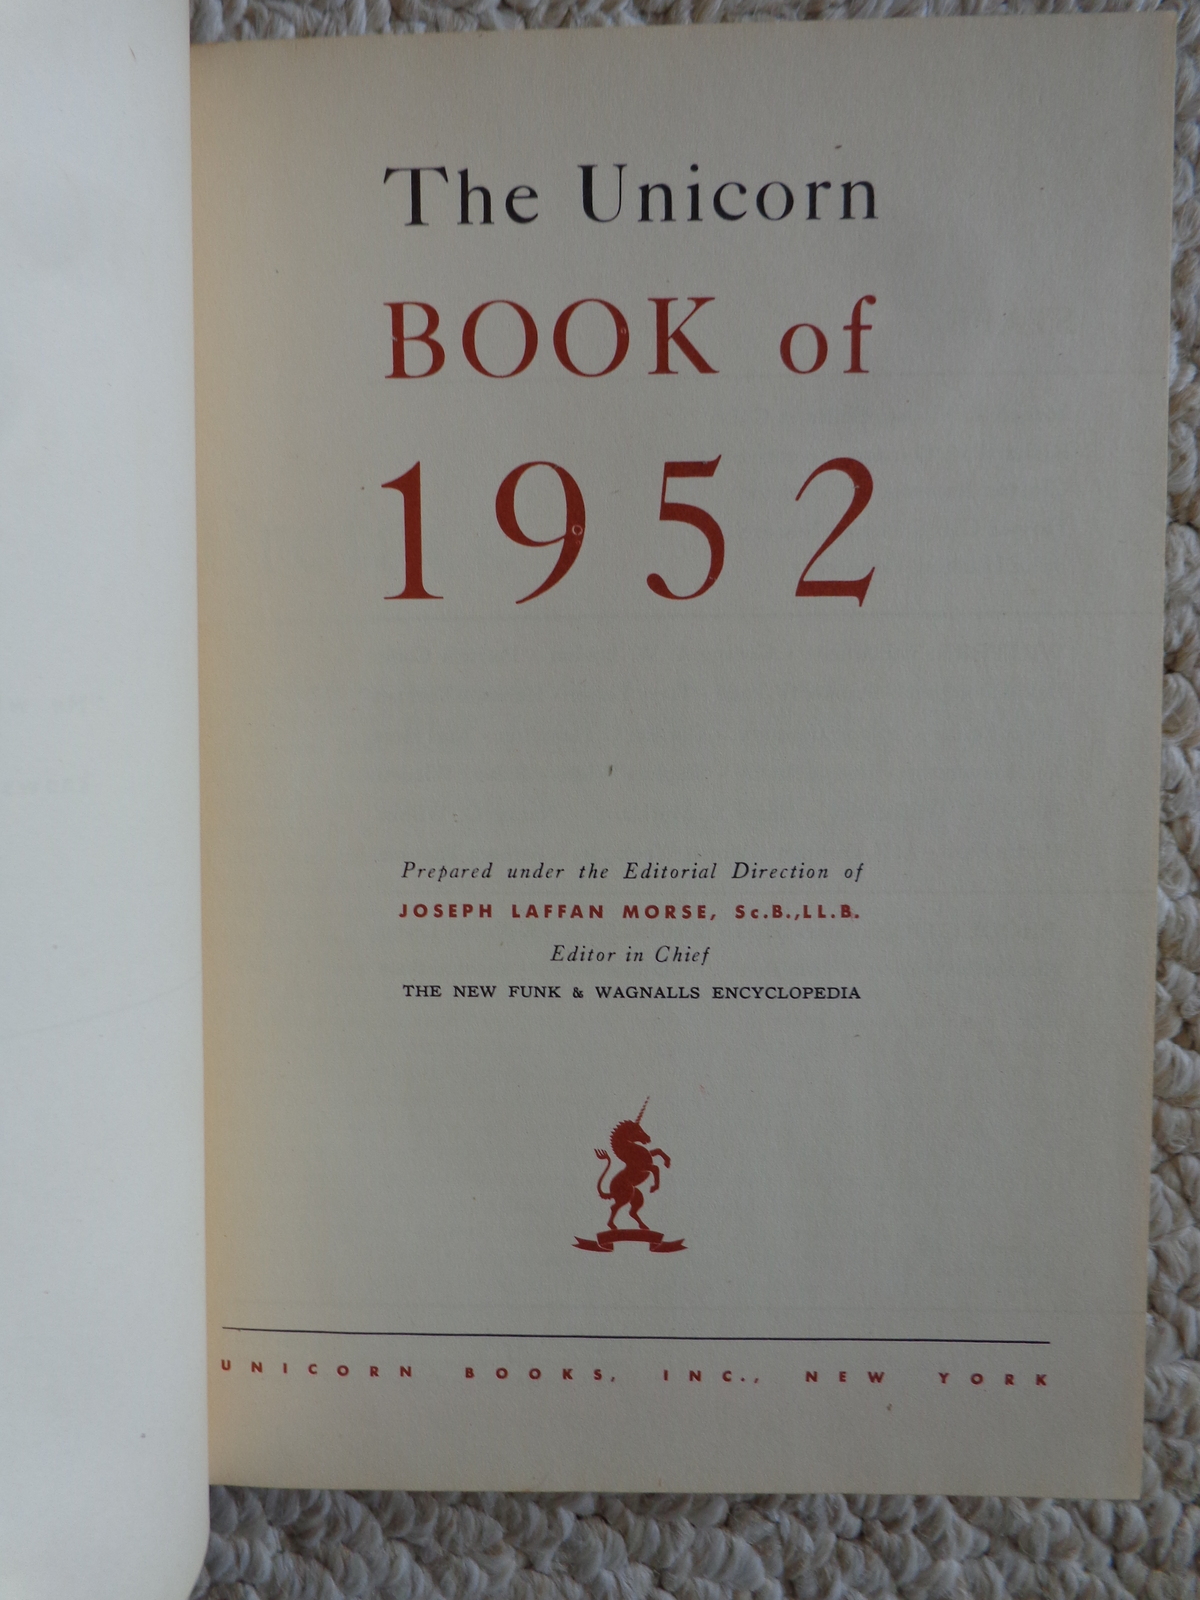 The Unicorn
BOOK of
1952
Prepared under the Editorial Direction of
JOSEPH LAFFAN MORSE, Sc.B.,LL.B.
Editor in Chief
THE NEW FUNK & WAGNALLS ENCYCLOPEDIA
UNICORN BOOKS, INC., NEW YORK